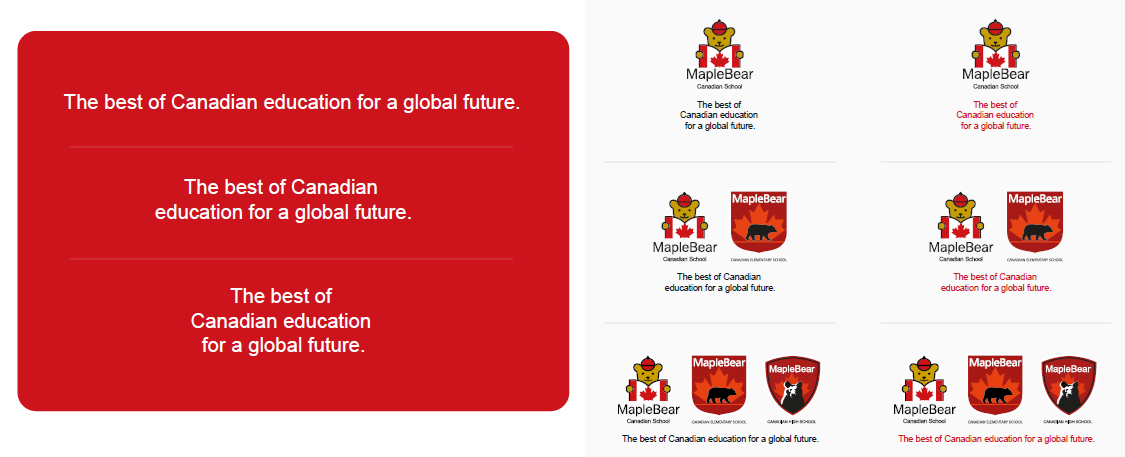 The best of Canadian education for a global future.
The best of Canadian
education for a global future.
The best of
Canadian education
for a global future.
MapleBear
Canadian School
The best of
Canadian education
for a global future.
MapleBear
Canadian School
The best of
Canadian education
for a global future.
MapleBear
Canadian School
MapleBear
CANADIAN ELEMENTARY SCHOOL
The best of Canadian
education for a global future.
MapleBear
Canadian School
MapleBear
CANADIAN ELEMENTARY SCHOOL
The best of Canadian
education for a global future.
MapleBear
Canadian School
MapleBear
CANADIAN ELEMENTARY SCHOOL
MapleBear
CANADIAN HIGH SCHOOL
The best of Canadian education for a global future.
MapleBear
Canadian School
MapleBear
CANADIAN ELEMENTARY SCHOOL
MapleBear
CANADIAN HIGH SCHOOL
The best of Canadian education for a global future.